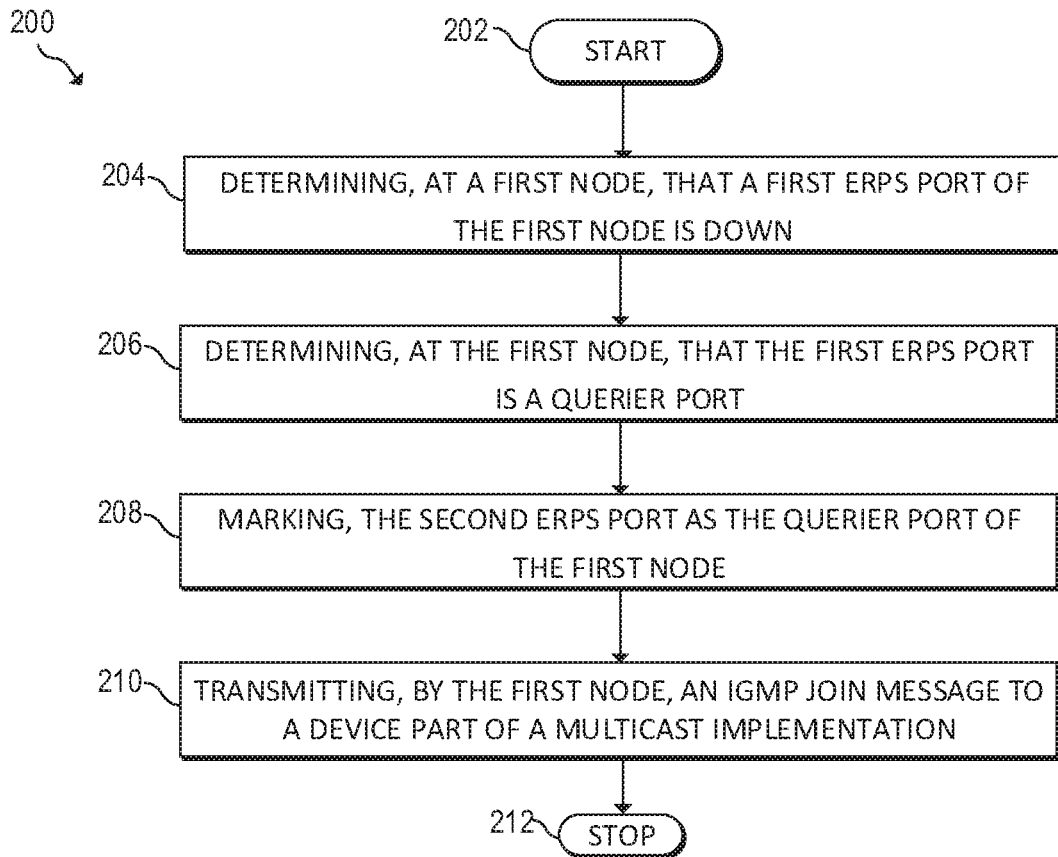 200
202
START
204
DETERMINING, AT A FIRST NODE, THAT A FIRST ERPS PORT OF
THE FIRST NODE IS DOWN
206
DETERMINING, AT THE FIRST NODE, THAT THE FIRST ERPS PORT
IS A QUERIER PORT
208
MARKING, THE SECOND ERPS PORT AS THE QUERIER PORT OF
THE FIRST NODE
210
TRANSMITTING, BY THE FIRST NODE, AN IGMP JOIN MESSAGE TO
A DEVICE PART OF A MULTICAST IMPLEMENTATION
212
STOP